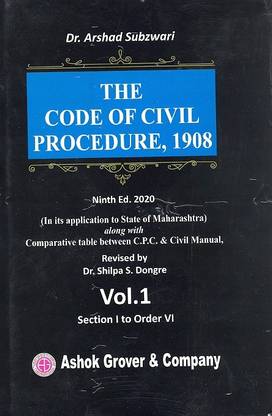 Dr. Arshad Subzwari
THE
CODE OF CIVIL
PROCEDURE, 1908
Ninth Ed. 2020
(In its application to State of Maharashtra)
along with
Comparative table between C.P.C. & Civil Manual,
Revised by
Dr. Shilpa S. Dongre
Vol.1
Section I to Order VI
Ashok Grover & Company